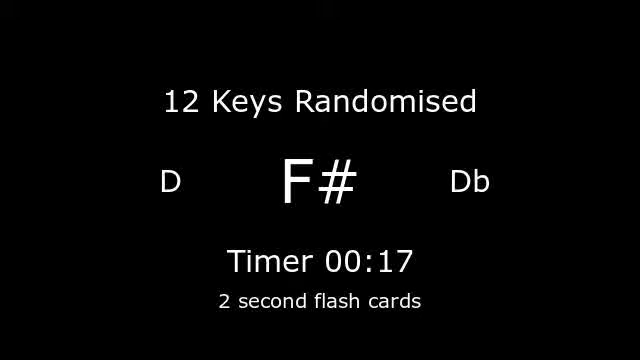 12 Keys Randomised
D F# Db
Timer 00:17
2 second flash cards